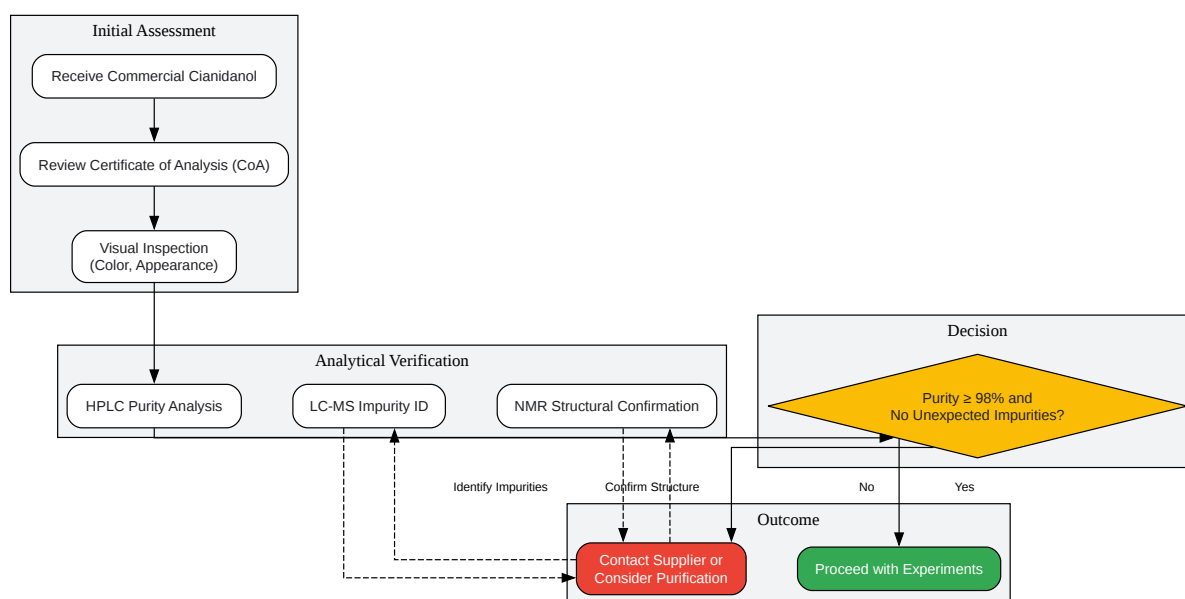 Initial Assessment
Receive Commercial Cianidanol
Review Certificate of Analysis (CoA)
Visual Inspection
(Color, Appearance)
Analytical Verification
HPLC Purity Analysis
LC-MS Impurity ID
NMR Structural Confirmation
Decision
Purity ≥ 98% and
No Unexpected Impurities?
Identify Impurities
Confirm Structure
No
Yes
Outcome
Contact Supplier or
Consider Purification
Proceed with Experiments